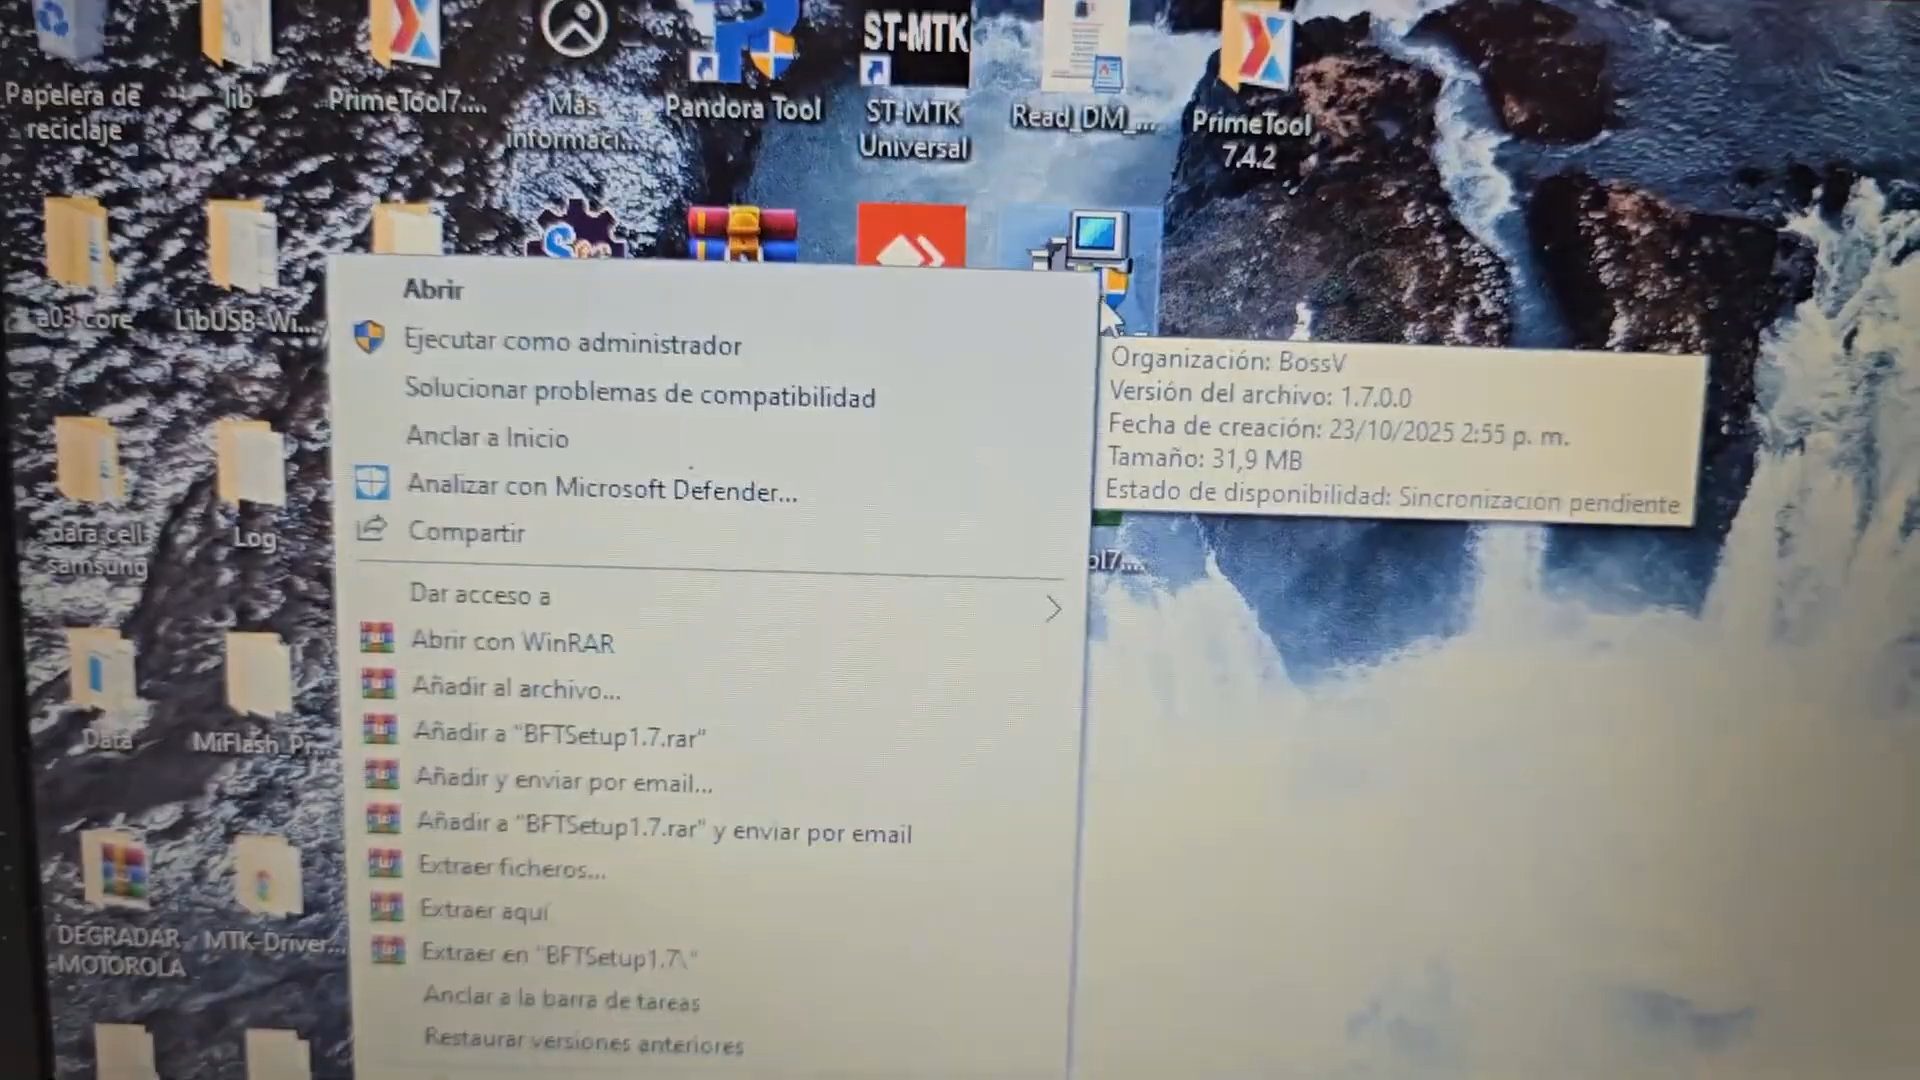 Papelera de
reciclaje
lib
PrimeTool7....
Más
informaci...
Pandora Tool
ST-MTK
ST-MTK
Universal
Read_DM_...
PrimeTool
7.4.2
a03 core
LibUSB-Wi...
dara cell
samsung
Log
Data
MiFlash_Pr...
DEGRADAR
MOTOROLA
MTK-Driver...
Abrir
Ejecutar como administrador
Solucionar problemas de compatibilidad
Anclar a Inicio
Analizar con Microsoft Defender...
Compartir
Dar acceso a
Abrir con WinRAR
Añadir al archivo...
Añadir a "BFTSetup1.7.rar"
Añadir y enviar por email...
Añadir a "BFTSetup1.7.rar" y enviar por email
Extraer ficheros...
Extraer aquí
Extraer en "BFTSetup1.7\"
Anclar a la barra de tareas
Restaurar versiones anteriores
Organización: BossV
Versión del archivo: 1.7.0.0
Fecha de creación: 23/10/2025 2:55 p. m.
Tamaño: 31,9 MB
Estado de disponibilidad: Sincronización pendiente
ol7....